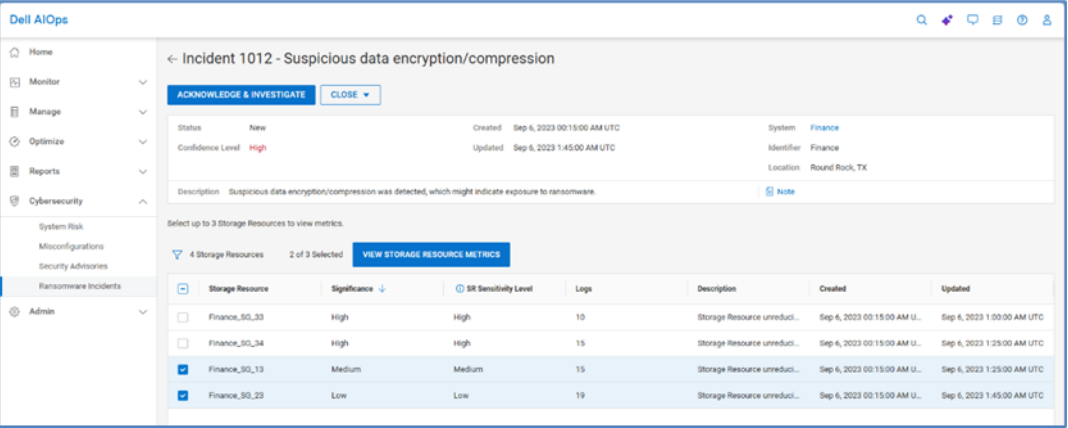 Dell AIOps
Home
Monitor
Manage
Optimize
Reports
Cybersecurity
System Risk
Misconfigurations
Security Advisories
Ransomware Incidents
Admin
← Incident 1012 - Suspicious data encryption/compression
ACKNOWLEDGE & INVESTIGATE CLOSE
Status New Created Sep 6, 2023 00:15:00 AM UTC System Finance
Confidence Level High Updated Sep 6, 2023 1:45:00 AM UTC Identifier Finance
Location Round Rock, TX
Description Suspicious data encryption/compression was detected, which might indicate exposure to ransomware. Note
Select up to 3 Storage Resources to view metrics.
4 Storage Resources 2 of 3 Selected VIEW STORAGE RESOURCE METRICS
Storage Resource Significance ↓ SR Sensitivity Level Logs Description Created Updated
Finance_SG_33 High High 10 Storage Resource unreduci... Sep 6, 2023 00:15:00 AM U... Sep 6, 2023 1:00:00 AM UTC
Finance_SG_34 High High 15 Storage Resource unreduci... Sep 6, 2023 00:15:00 AM U... Sep 6, 2023 1:25:00 AM UTC
Finance_SG_13 Medium Medium 15 Storage Resource unreduci... Sep 6, 2023 00:15:00 AM U... Sep 6, 2023 1:25:00 AM UTC
Finance_SG_23 Low Low 19 Storage Resource unreduci... Sep 6, 2023 00:15:00 AM U... Sep 6, 2023 1:45:00 AM UTC